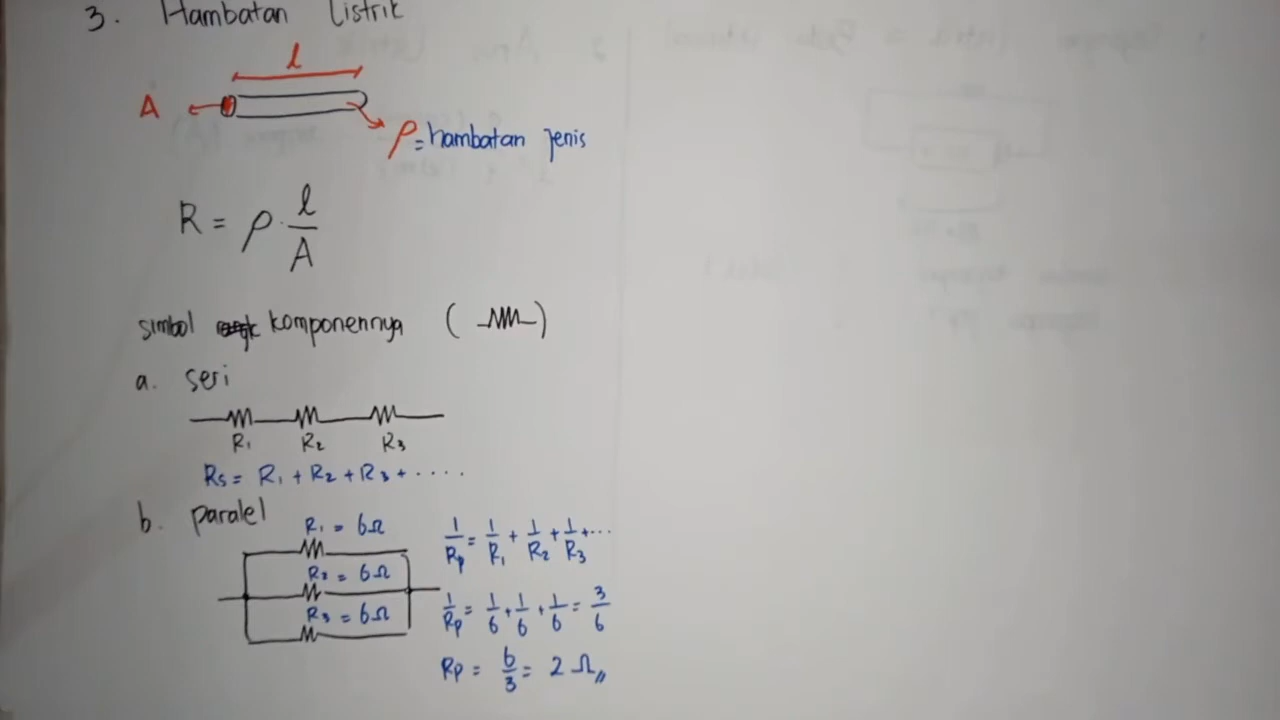 3. Hambatan Listrik
l
A
ρ = hambatan jenis
R = ρ · l/A
simbol komponennya ( )
a. seri
R₁ R₂ R₃
Rs = R₁ + R₂ + R₃ + .....
b. paralel
R₁ = 6Ω
R₂ = 6Ω
R₃ = 6Ω
1/Rp = 1/R₁ + 1/R₂ + 1/R₃ + ...
1/Rp = 1/6 + 1/6 + 1/6 = 3/6
Rp = 6/3 = 2 Ω //